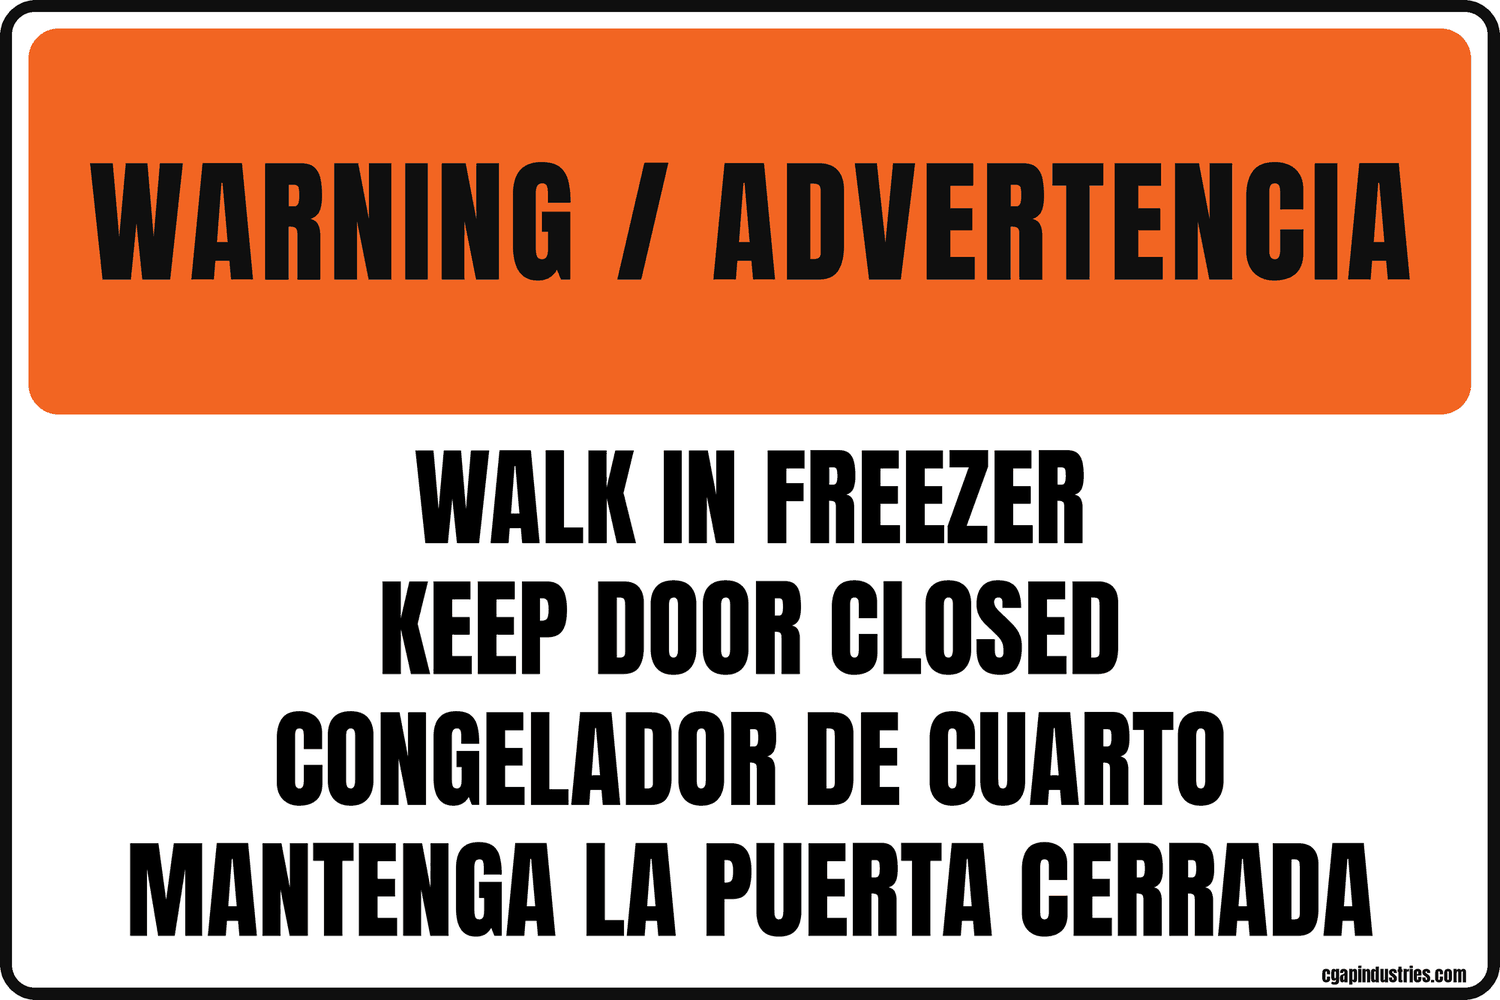 WARNING / ADVERTENCIA
WALK IN FREEZER
KEEP DOOR CLOSED
CONGELADOR DE CUARTO
MANTENGA LA PUERTA CERRADA
cgapindustries.com